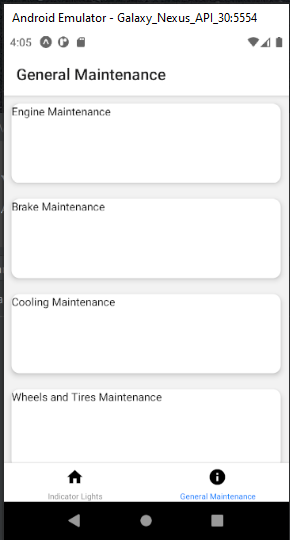 Android Emulator - Galaxy_Nexus_API_30:5554
4:05
General Maintenance
Engine Maintenance
Brake Maintenance
Cooling Maintenance
Wheels and Tires Maintenance
Indicator Lights
General Maintenance